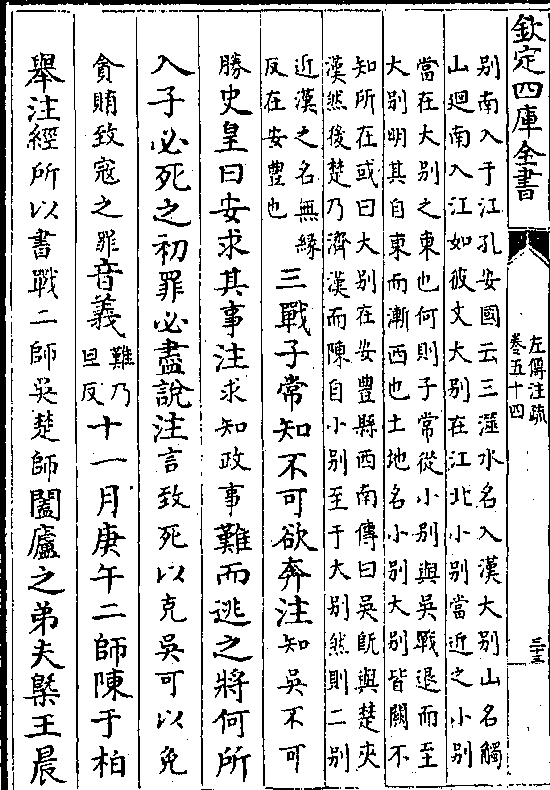 欽定四庫全書
左傳注疏
卷五十四
三十三
别南入于江孔安國云三澨水名入漢大别山名觸
山廻南入江如彼文大别在江北小别當近之小别
當在大别之東也何則子常從小别與吳戰退而至
大别明其自東而漸西也土地名小别大别皆闕不
知所在或曰大别在安豐縣西南傳曰吳既與楚夾
漢然後楚乃濟漢而陳自小别至于大别然則二别
近漢之名無縁
反在安豊也
三戰子常知不可欲奔注知吳不可
勝史皇曰安求其事注求知政事難而逃之將何所
入子必死之初罪必盡說注言致死以克吳可以免
貪賄致寇之罪音義難乃
旦反
十一月庚午二師陳于柏
舉注經所以書戰二師吳楚師闔廬之弟夫槩王晨